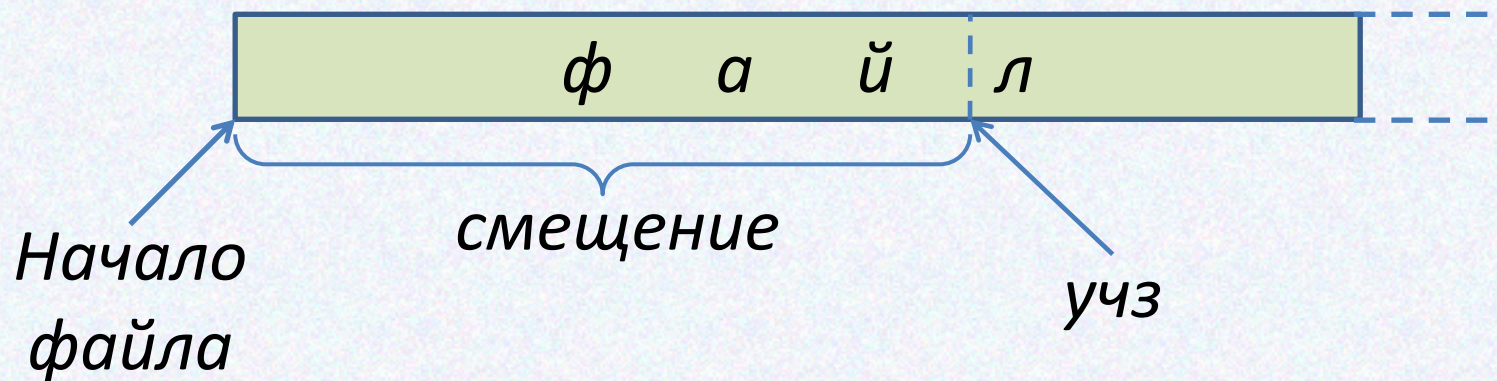 ф а й л
смещение
Начало
файла
учз